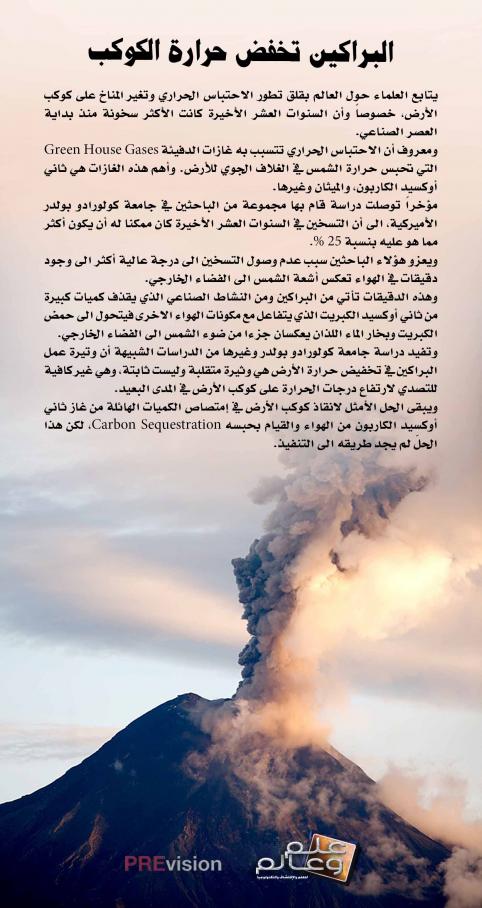 البراكين تخفض حرارة الكوكب
يتابع العلماء حول العالم بقلق تطور الاحتباس الحراري وتغير المناخ على كوكب
الأرض، خصوصاً وأن السنوات العشر الأخيرة كانت الأكثر سخونة منذ بداية
العصر الصناعي.
ومعروف أن الاحتباس الحراري تتسبب به غازات الدفيئة Green House Gases
التي تحبس حرارة الشمس في الغلاف الجوي للأرض. وأهم هذه الغازات هي ثاني
أوكسيد الكاربون، والميثان وغيرها.
مؤخراً توصلت دراسة قام بها مجموعة من الباحثين في جامعة كولورادو بولدر
الأميركية، الى أن التسخين في السنوات العشر الأخيرة كان ممكنا له أن يكون أكثر
مما هو عليه بنسبة 25 %.
ويعزو هؤلاء الباحثين سبب عدم وصول التسخين الى درجة عالية أكثر الى وجود
دقيقات في الهواء تعكس أشعة الشمس الى الفضاء الخارجي.
وهذه الدقيقات تأتي من البراكين ومن النشاط الصناعي الذي يقذف كميات كبيرة
من ثاني أوكسيد الكبريت الذي يتفاعل مع مكونات الهواء الاخرى فيتحول الى حمض
الكبريت وبخار الماء اللذان يعكسان جزءا من ضوء الشمس الى الفضاء الخارجي.
وتفيد دراسة جامعة كولورادو بولدر وغيرها من الدراسات الشبيهة أن وتيرة عمل
البراكين في تخفيض حرارة الأرض هي وثيرة متقلبة وليست ثابتة، وهي غير كافية
للتصدي لارتفاع درجات الحرارة على كوكب الأرض في المدى البعيد.
ويبقى الحل الأمثل لانقاذ كوكب الأرض في إمتصاص الكميات الهائلة من غاز ثاني
أوكسيد الكاربون من الهواء والقيام بحبسه Carbon Sequestration، لكن هذا
الحلّ لم يجد طريقه الى التنفيذ.
علم
وعالم
PREvision